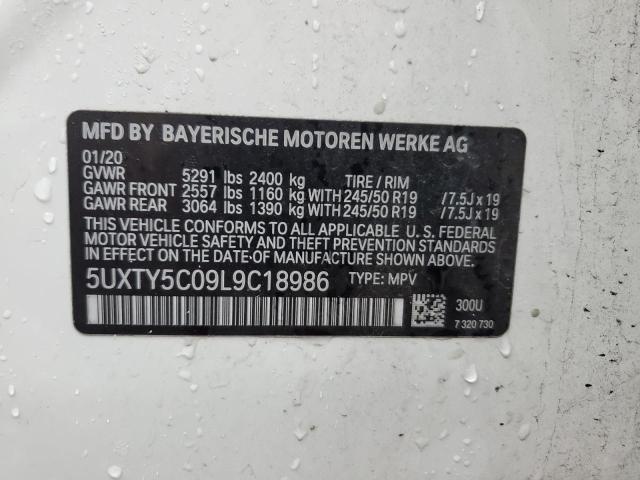 MFD BY BAYERISCHE MOTOREN WERKE AG
01/20
GVWR 5291 lbs 2400 kg TIRE / RIM
GAWR FRONT 2557 lbs 1160 kg WITH 245/50 R19 / 7.5J x 19
GAWR REAR 3064 lbs 1390 kg WITH 245/50 R19 / 7.5J x 19
THIS VEHICLE CONFORMS TO ALL APPLICABLE U. S. FEDERAL
MOTOR VEHICLE SAFETY AND THEFT PREVENTION STANDARDS
IN EFFECT ON THE DATE OF MANUFACTURE SHOWN ABOVE.
5UXTY5C09L9C18986 TYPE: MPV
300U
7 320 730